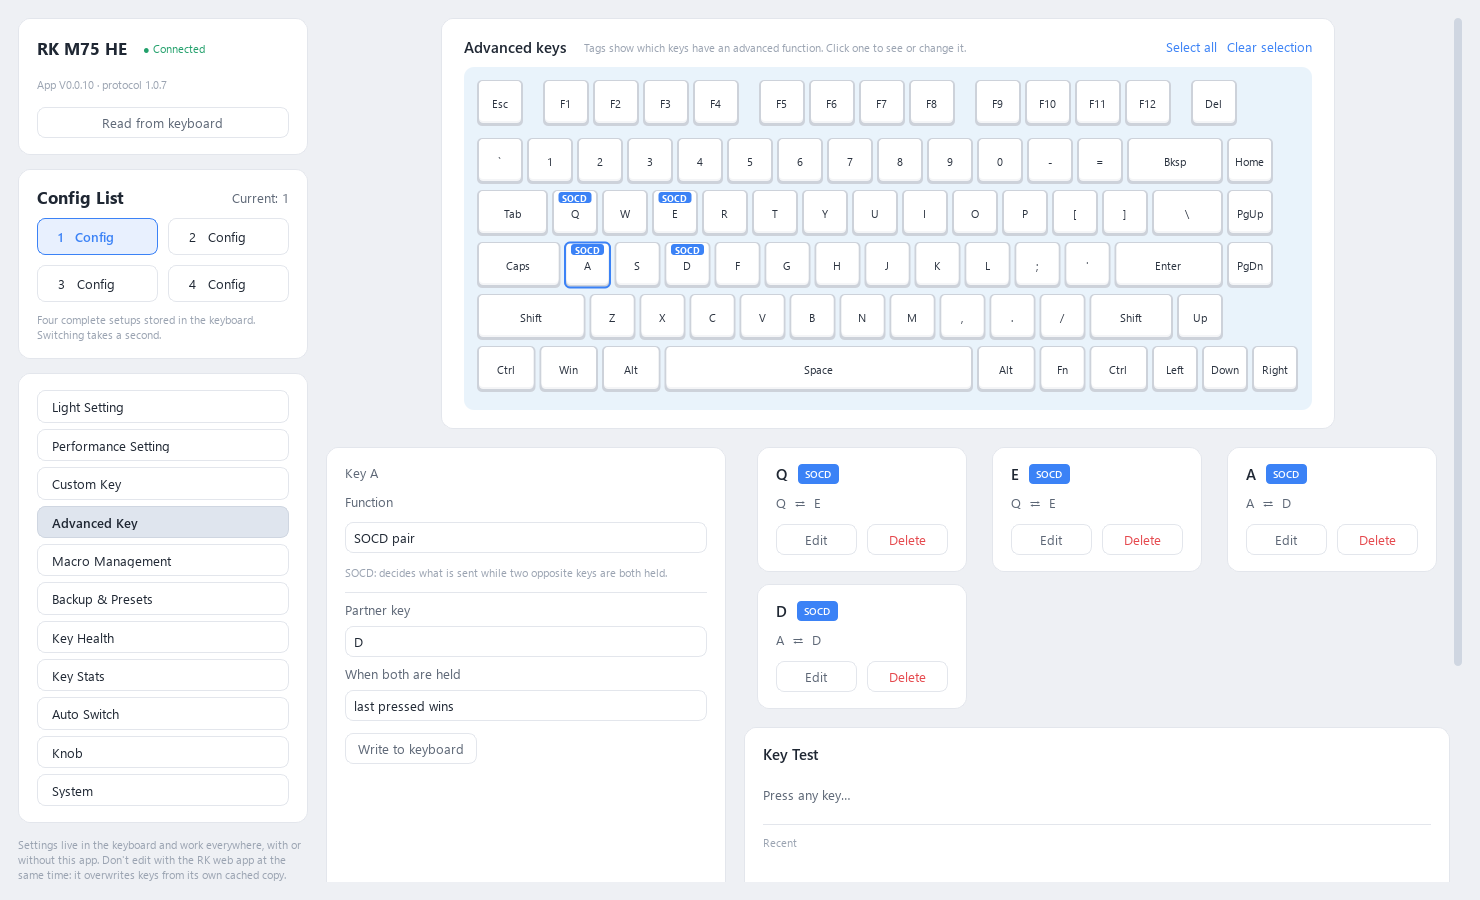 RK M75 HE ● Connected
App V0.0.10 · protocol 1.0.7
Read from keyboard
Config List Current: 1
1 Config
2 Config
3 Config
4 Config
Four complete setups stored in the keyboard.
Switching takes a second.
Light Setting
Performance Setting
Custom Key
Advanced Key
Macro Management
Backup & Presets
Key Health
Key Stats
Auto Switch
Knob
System
Settings live in the keyboard and work everywhere, with or
without this app. Don't edit with the RK web app at the
same time: it overwrites keys from its own cached copy.
Advanced keys Tags show which keys have an advanced function. Click one to see or change it. Select all Clear selection
Esc F1 F2 F3 F4 F5 F6 F7 F8 F9 F10 F11 F12 Del
` 1 2 3 4 5 6 7 8 9 0 - = Bksp Home
SOCD SOCD
Tab Q W E R T Y U I O P [ ] \ PgUp
SOCD SOCD
Caps A S D F G H J K L ; ' Enter PgDn
Shift Z X C V B N M , . / Shift Up
Ctrl Win Alt Space Alt Fn Ctrl Left Down Right
Key A
Function
SOCD pair
SOCD: decides what is sent while two opposite keys are both held.
Partner key
D
When both are held
last pressed wins
Write to keyboard
Q SOCD
Q ⇄ E
Edit Delete
E SOCD
Q ⇄ E
Edit Delete
A SOCD
A ⇄ D
Edit Delete
D SOCD
A ⇄ D
Edit Delete
Key Test
Press any key...
Recent